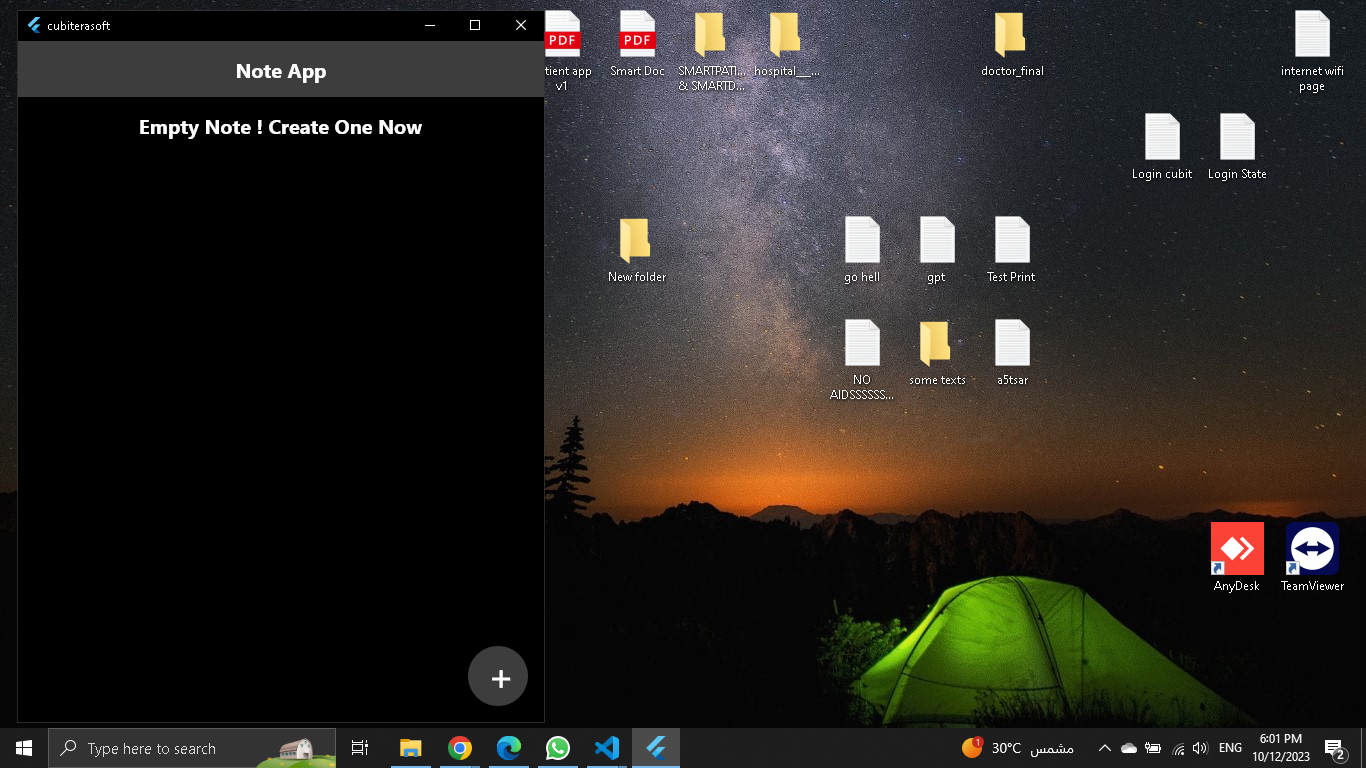 cubiterasoft
Note App
Empty Note ! Create One Now
PDF
tient app
v1
PDF
Smart Doc
SMARTPATI...
& SMARTD...
hospital___...
doctor_final
internet wifi
page
Login cubit
Login State
New folder
go hell
gpt
Test Print
NO
AIDSSSSSS...
some texts
a5tsar
AnyDesk
TeamViewer
Type here to search
1
30°C مشمس
ENG
6:01 PM
10/12/2023
2